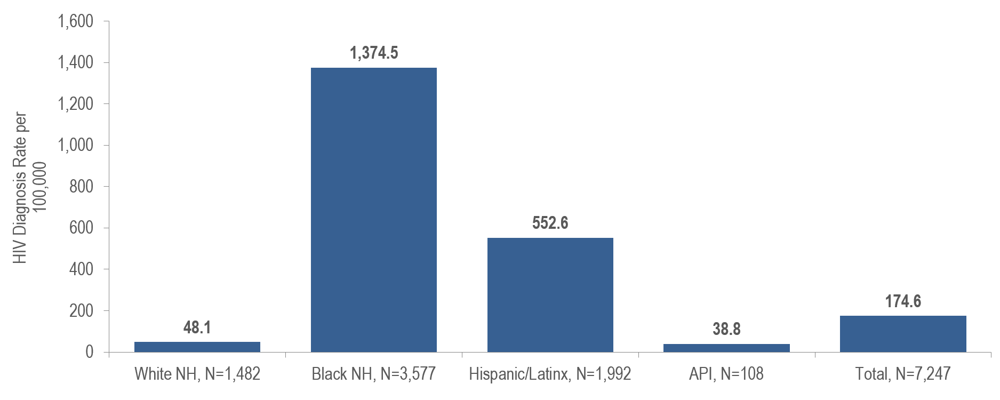 HIV Diagnosis Rate per
100,000
1,600
1,400
1,200
1,000
800
600
400
200
0
48.1
1,374.5
552.6
38.8
174.6
White NH, N=1,482
Black NH, N=3,577
Hispanic/Latinx, N=1,992
API, N=108
Total, N=7,247